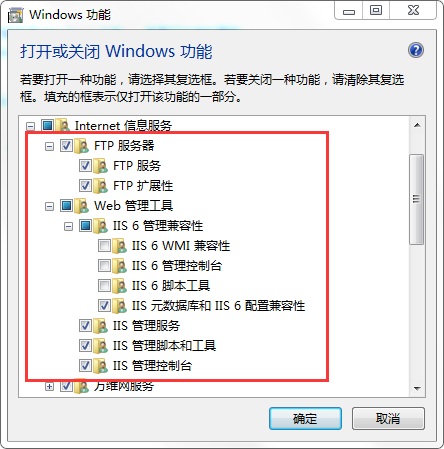 Windows 功能
打开或关闭 Windows 功能
若要打开一种功能，请选择其复选框。若要关闭一种功能，请清除其复选
框。填充的框表示仅打开该功能的一部分。
Internet 信息服务
FTP 服务器
FTP 服务
FTP 扩展性
Web 管理工具
IIS 6 管理兼容性
IIS 6 WMI 兼容性
IIS 6 管理控制台
IIS 6 脚本工具
IIS 元数据库和 IIS 6 配置兼容性
IIS 管理服务
IIS 管理脚本和工具
IIS 管理控制台
万维网服务
确定
取消